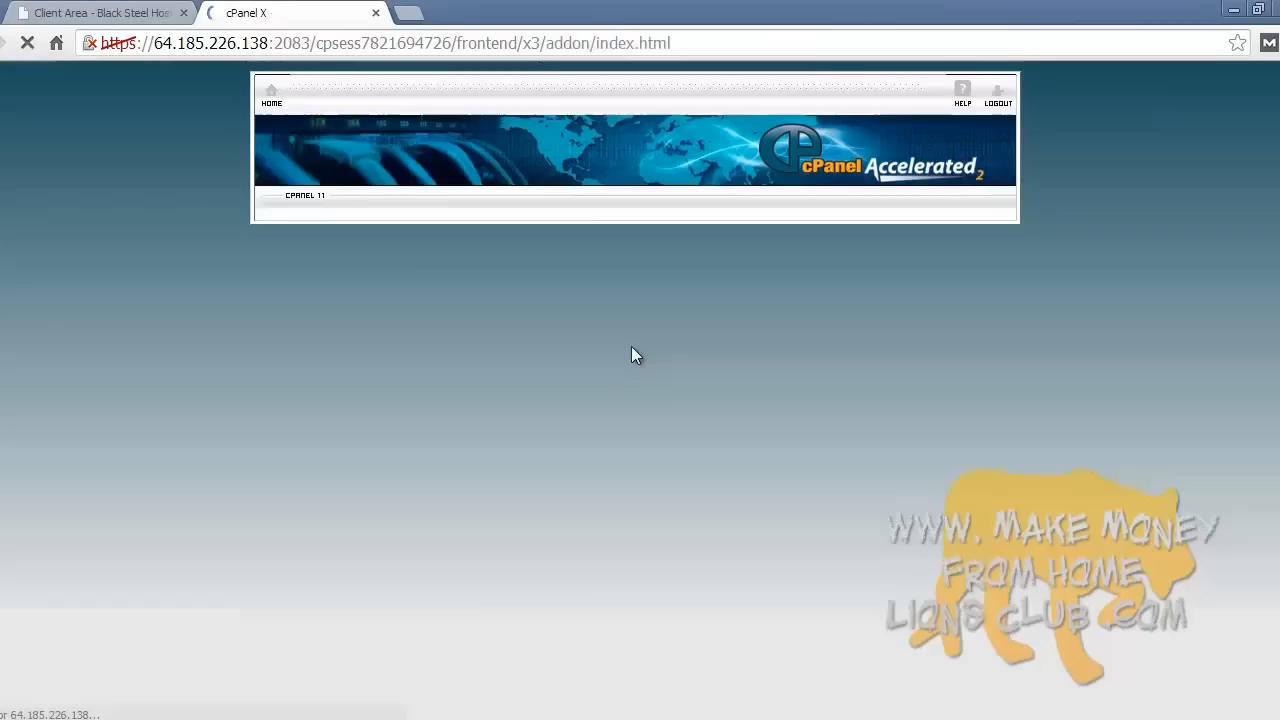 Client Area - Black Steel Hos
cPanel X -
https://64.185.226.138:2083/cpsess7821694726/frontend/x3/addon/index.html
HOME
HELP
LOGOUT
cPanel Accelerated 2
CPANEL 11
WWW. MAKE MONEY
FROM HOME
LIONS CLUB .COM
or 64.185.226.138...